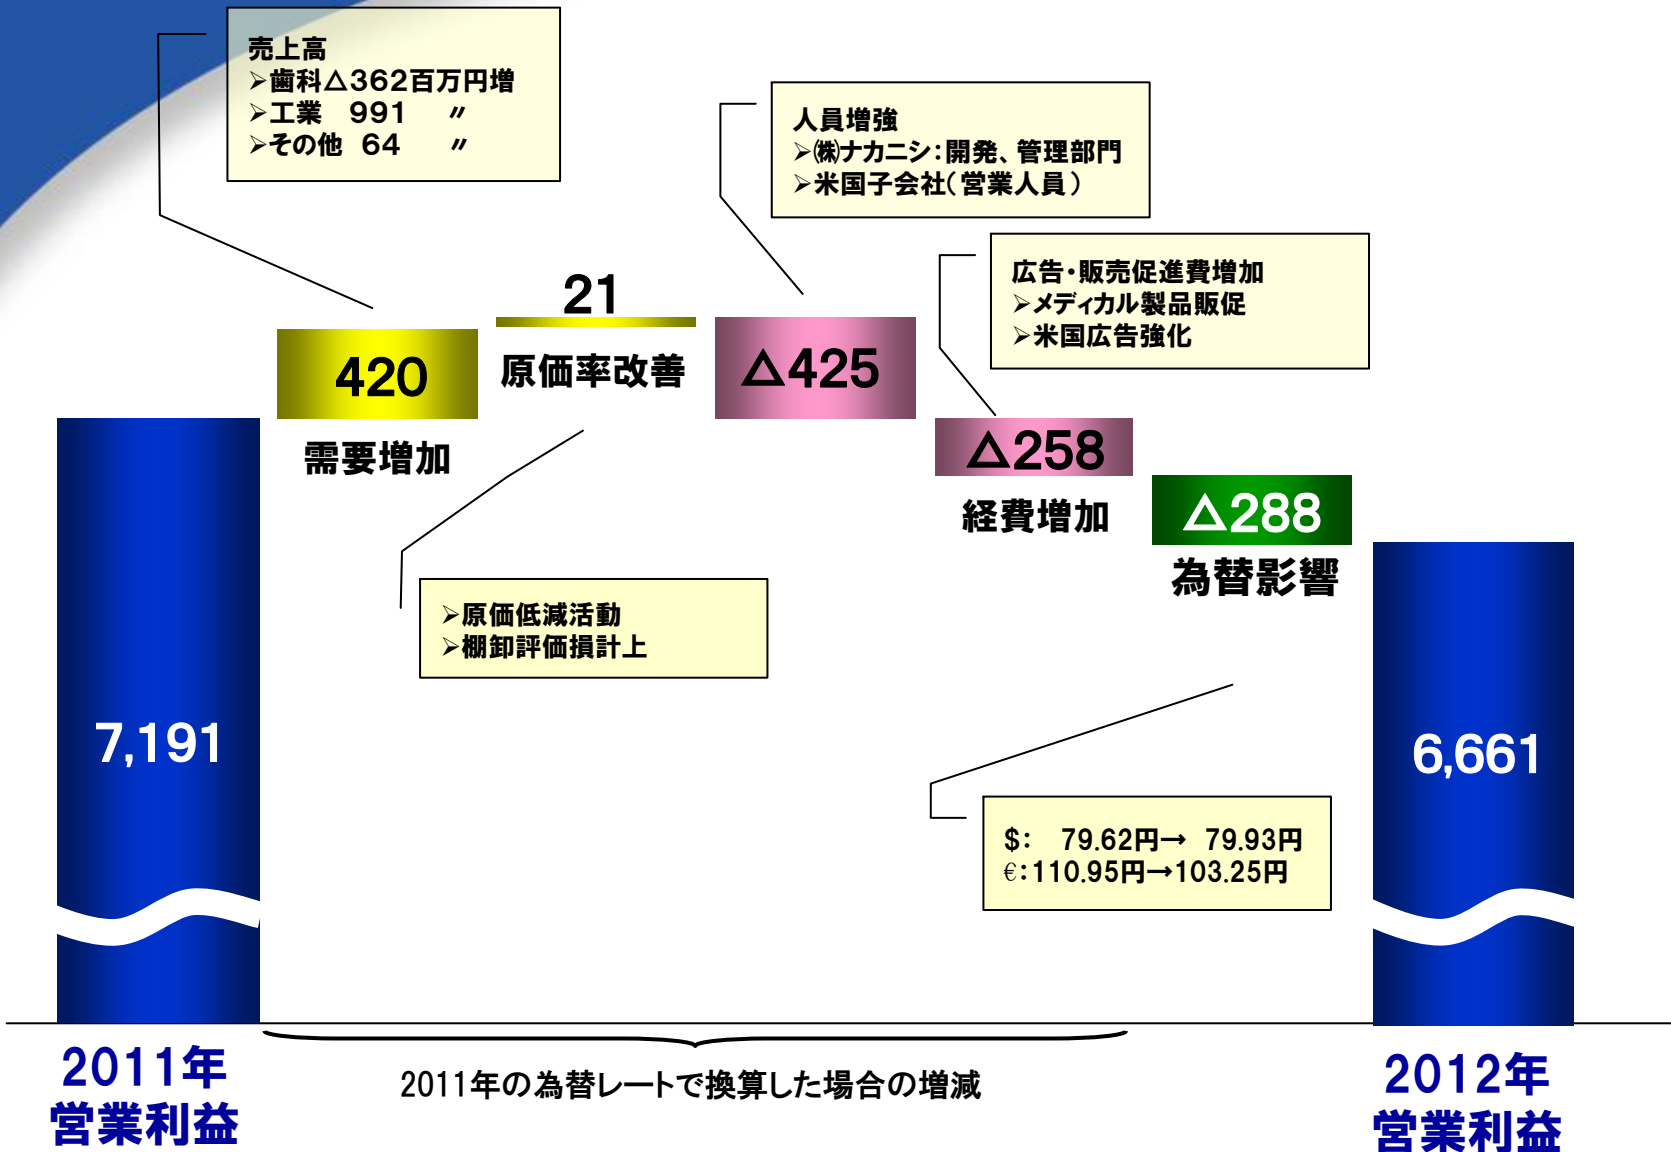 売上高
➢歯科△362百万円増
➢工業 991 〃
➢その他 64 〃
人員増強
➢㈱ナカニシ：開発、管理部門
➢米国子会社（営業人員）
広告・販売促進費増加
➢メディカル製品販促
➢米国広告強化
420
需要増加
21
原価率改善
△425
△258
経費増加
△288
為替影響
➢原価低減活動
➢棚卸評価損計上
7,191
6,661
$： 79.62円→ 79.93円
€：110.95円→103.25円
2011年
営業利益
2011年の為替レートで換算した場合の増減
2012年
営業利益